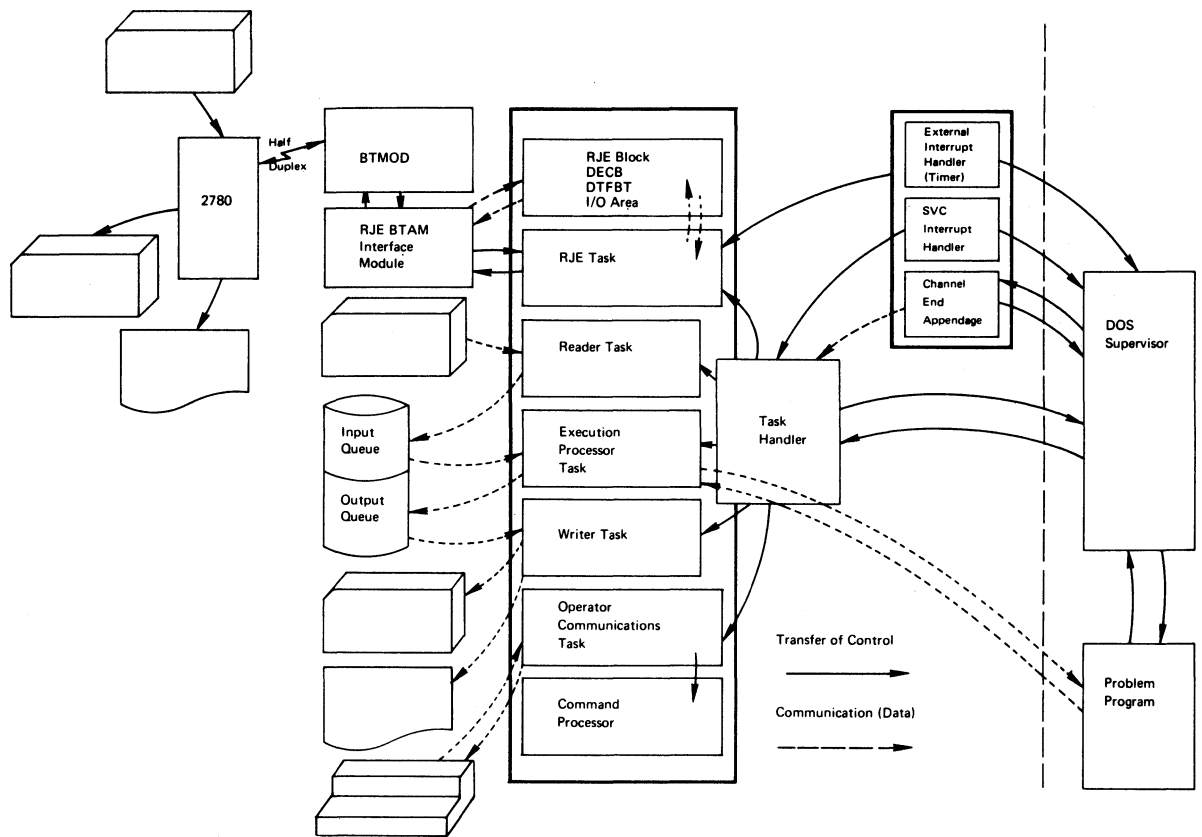 Half
Duplex
2780
BTMOD
RJE BTAM
Interface
Module
RJE Block
DECB
DTFBT
I/O Area
RJE Task
Reader Task
Input
Queue
Output
Queue
Execution
Processor
Task
Writer Task
Operator
Communications
Task
Command
Processor
Task
Handler
External
Interrupt
Handler
(Timer)
SVC
Interrupt
Handler
Channel
End
Appendage
DOS
Supervisor
Transfer of Control
Communication (Data)
Problem
Program